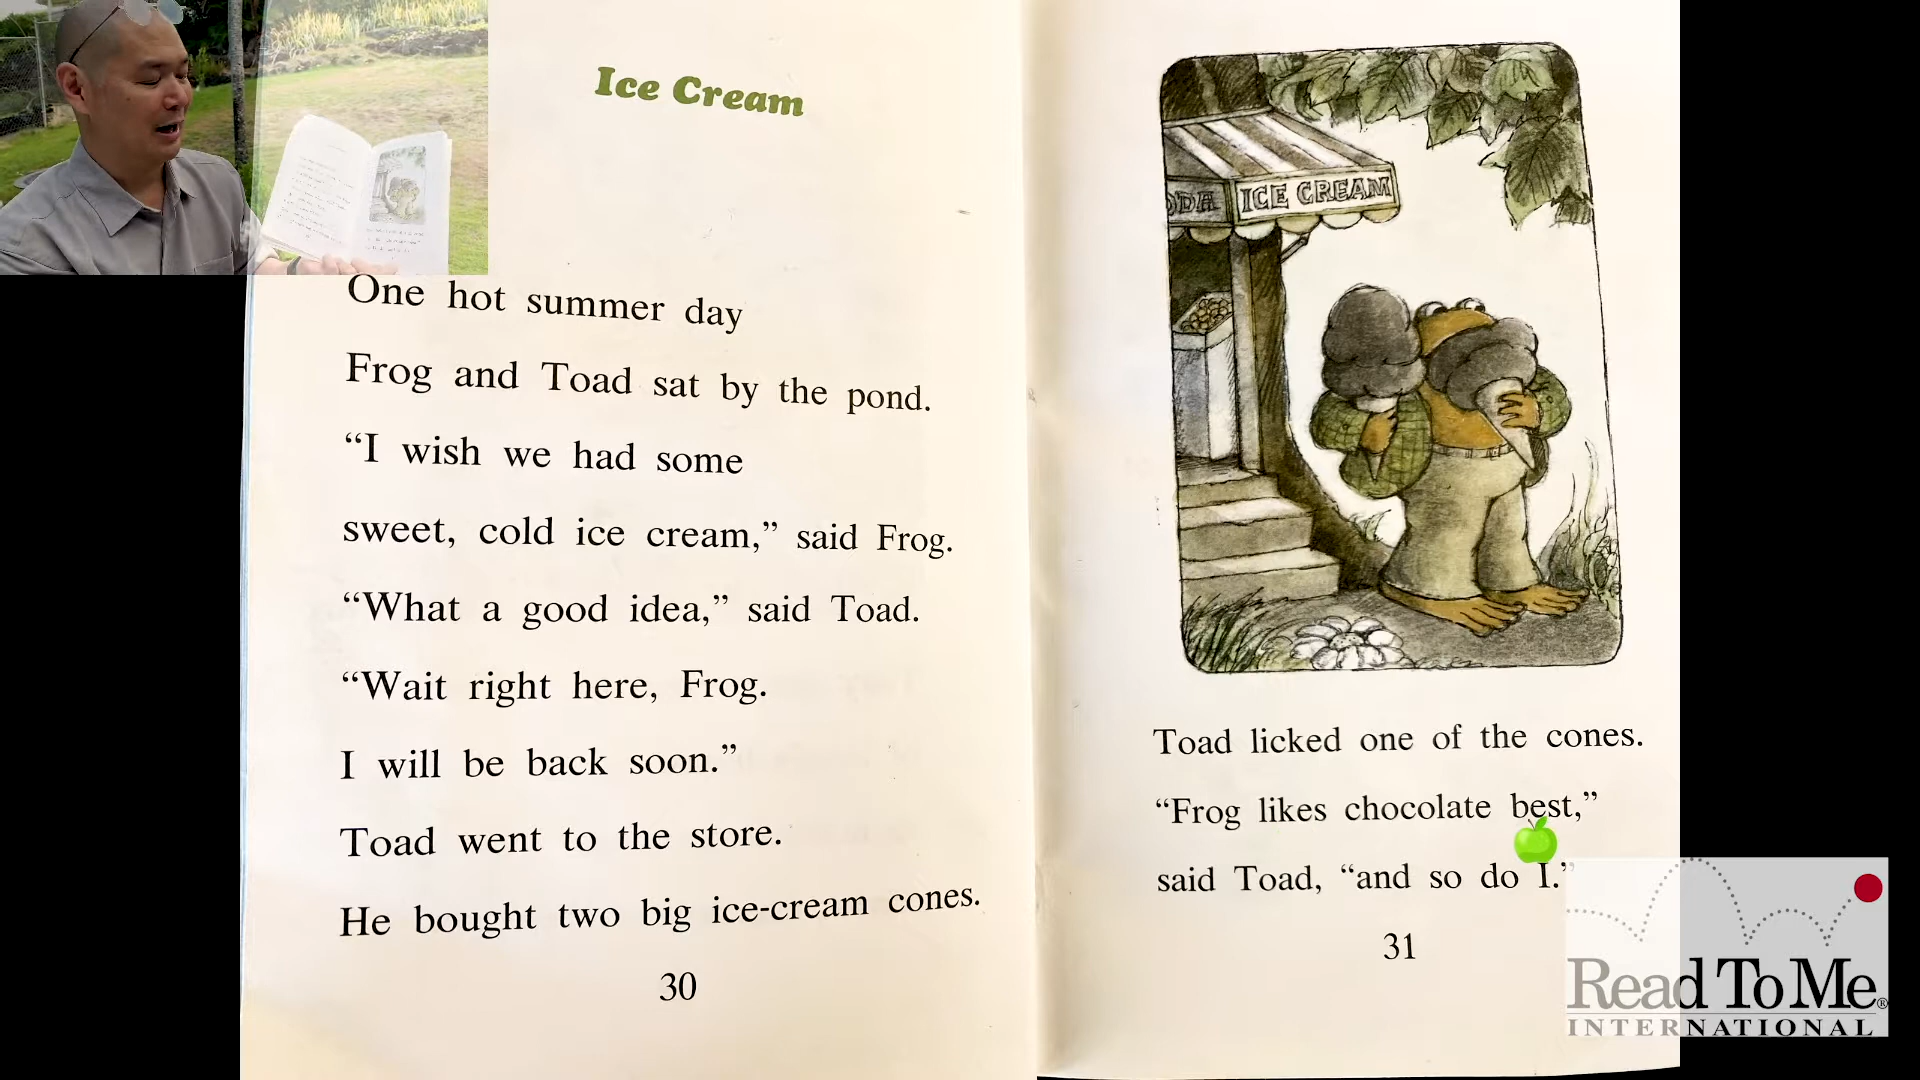 Ice Cream
One hot summer day
Frog and Toad sat by the pond.
“I wish we had some
sweet, cold ice cream,” said Frog.
“What a good idea,” said Toad.
“Wait right here, Frog.
I will be back soon.”
Toad went to the store.
He bought two big ice-cream cones.
30
ICE CREAM
Toad licked one of the cones.
“Frog likes chocolate best,”
said Toad, “and so do I.”
31
Read To Me®
INTERNATIONAL